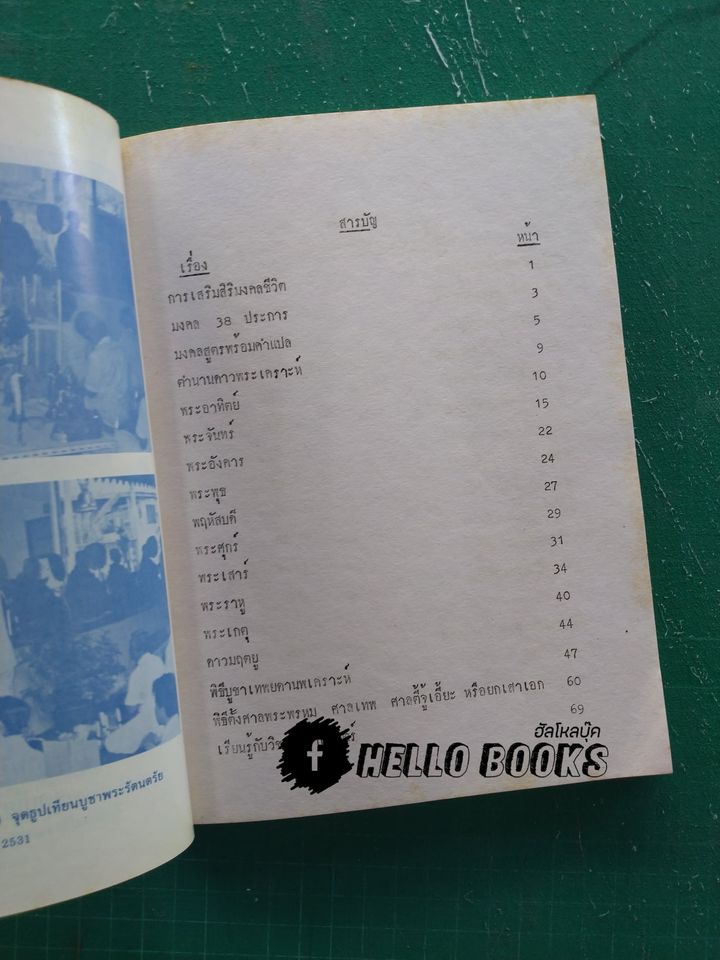 สารบัญ
เรื่อง หน้า
การเสริมสิริมงคลชีวิต 1
มงคล 38 ประการ 3
มงคลสูตรพร้อมคำแปล 5
ตำนานดาวพระเคราะห์ 9
พระอาทิตย์ 10
พระจันทร์ 15
พระอังคาร 22
พระพุธ 24
พฤหัสบดี 27
พระศุกร์ 29
พระเสาร์ 31
พระราหู 34
พระเกตุ 40
ดาวมฤตยู 44
พิธีบูชาเทพยดานพเคราะห์ 47
พิธีตั้งศาลพระพรหม ศาลเทพ ศาลตี้จู้เอี๊ยะ หรือยกเสาเอก 60
เรียนรู้กับวิช 69
ฮัลโหลบุ๊ค
f HELLO BOOKS
จุดธูปเทียนบูชาพระรัตนตรัย
2531